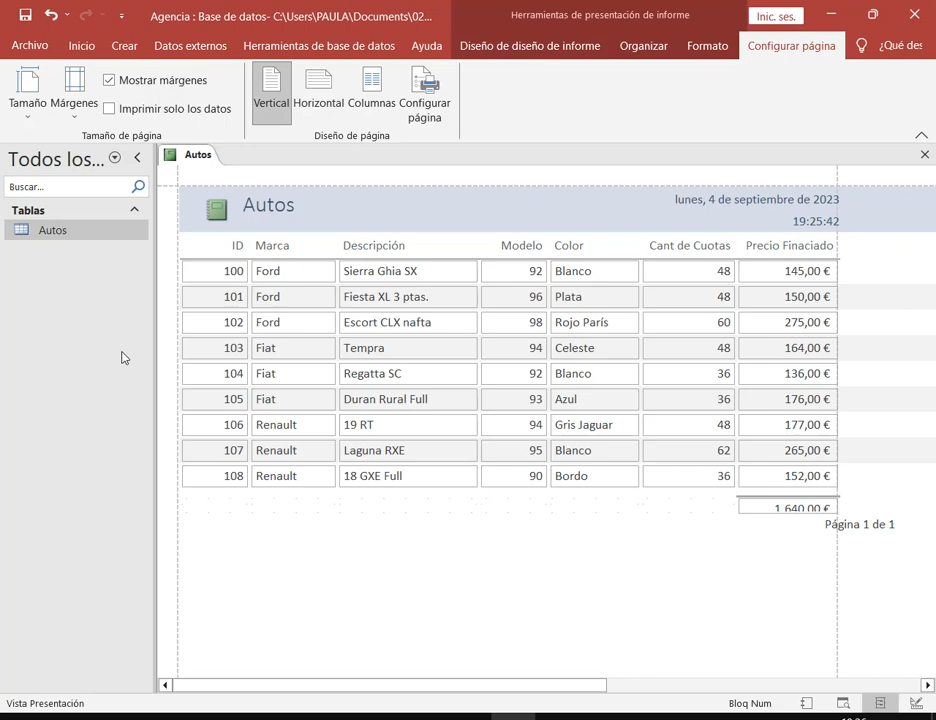 Agencia : Base de datos- C:\Users\PAULA\Documents\02...
Herramientas de presentación de informe
Inic. ses.
Archivo Inicio Crear Datos externos Herramientas de base de datos Ayuda Diseño de diseño de informe Organizar Formato Configurar página ¿Qué des
Tamaño Márgenes Mostrar márgenes Imprimir solo los datos
Vertical Horizontal Columnas Configurar página
Tamaño de página Diseño de página
Todos los...
Buscar...
Tablas
Autos
Autos
Autos
lunes, 4 de septiembre de 2023
19:25:42
ID Marca Descripción Modelo Color Cant de Cuotas Precio Finaciado
100 Ford Sierra Ghia SX 92 Blanco 48 145,00 €
101 Ford Fiesta XL 3 ptas. 96 Plata 48 150,00 €
102 Ford Escort CLX nafta 98 Rojo París 60 275,00 €
103 Fiat Tempra 94 Celeste 48 164,00 €
104 Fiat Regatta SC 92 Blanco 36 136,00 €
105 Fiat Duran Rural Full 93 Azul 36 176,00 €
106 Renault 19 RT 94 Gris Jaguar 48 177,00 €
107 Renault Laguna RXE 95 Blanco 62 265,00 €
108 Renault 18 GXE Full 90 Bordo 36 152,00 €
1.640,00 €
Página 1 de 1
Vista Presentación
Bloq Num